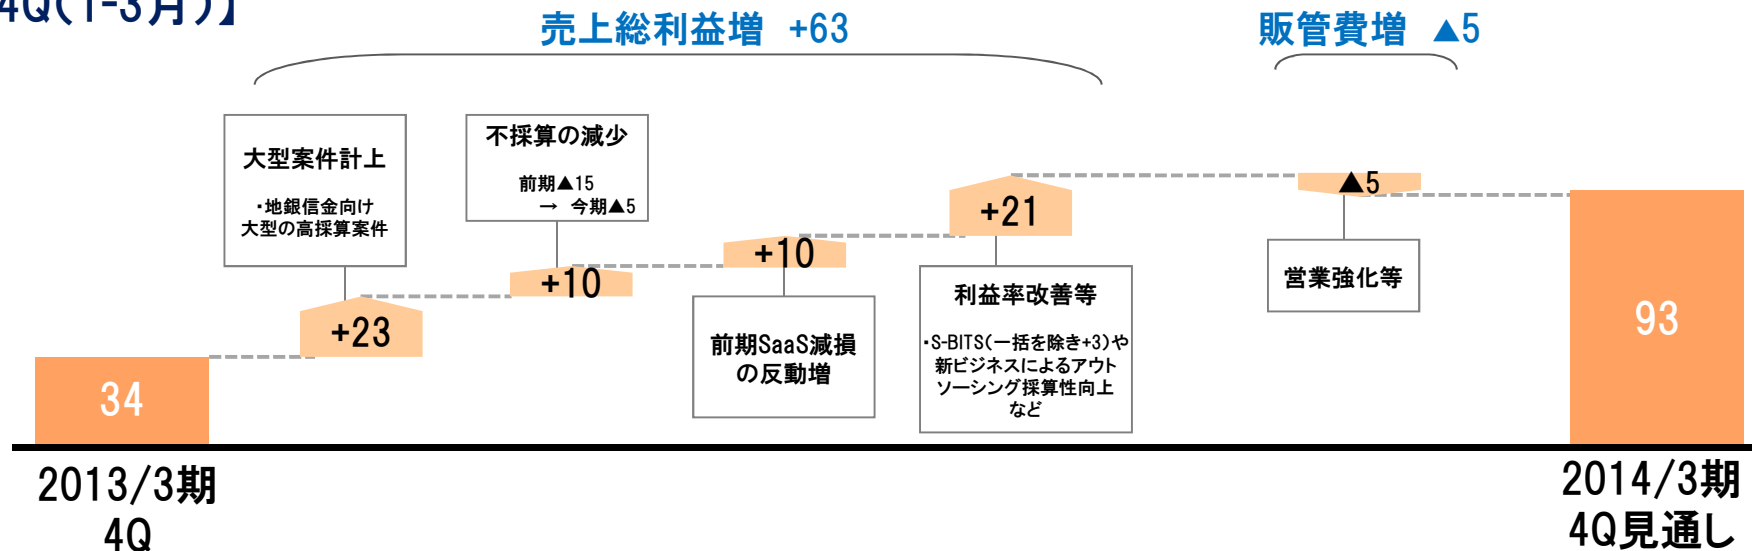 4Q(1-3月)】
売上総利益増 +63
販管費増 ▲5
大型案件計上
・地銀信金向け
大型の高採算案件
+23
不採算の減少
前期▲15
→ 今期▲5
+10
+10
前期SaaS減損
の反動増
+21
利益率改善等
・S-BITS(一括を除き+3)や
新ビジネスによるアウト
ソーシング採算性向上
など
▲5
営業強化等
34
93
2013/3期
4Q
2014/3期
4Q見通し